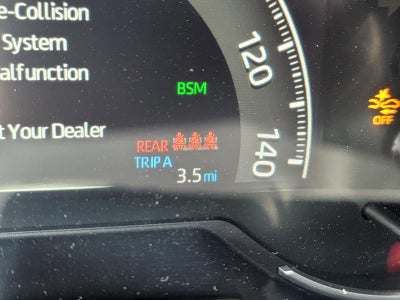 e-Collision
System
alfunction
t Your Dealer
BSM
REAR
TRIP A
3.5 mi
120
140
OFF